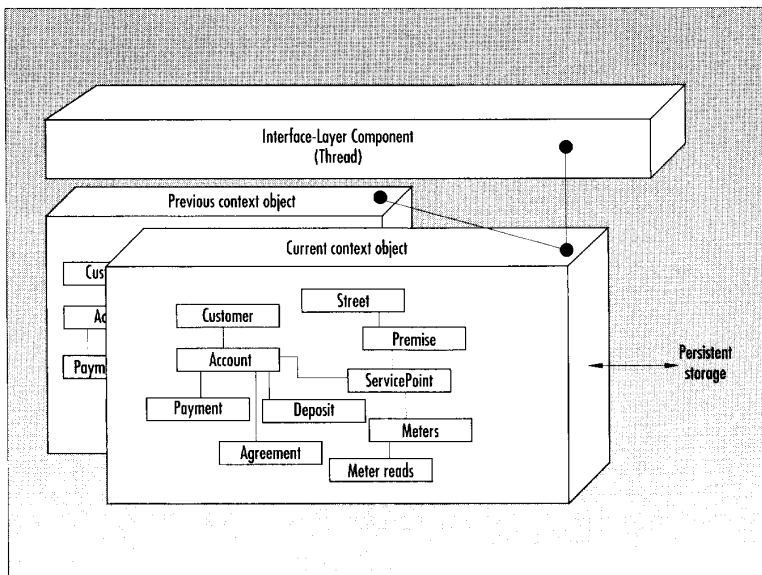 Interface-Layer Component
(Thread)
Previous context object
Current context object
Street
Customer
Premise
Account
ServicePoint
Payment
Deposit
Meters
Agreement
Meter reads
Persistent
storage